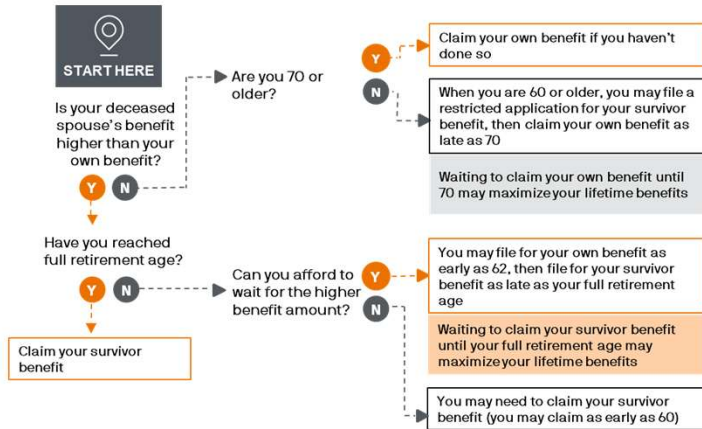 START HERE
Is your deceased
spouse's benefit
higher than your
own benefit?
Y N
Are you 70 or
older?
Y
N
Claim your own benefit if you haven't
done so
When you are 60 or older, you may file a
restricted application for your survivor
benefit, then claim your own benefit as
late as 70
Waiting to claim your own benefit until
70 may maximize your lifetime benefits
Have you reached
full retirement age?
Y N
Claim your survivor
benefit
Can you afford to
wait for the higher
benefit amount?
Y
N
You may file for your own benefit as
early as 62, then file for your survivor
benefit as late as your full retirement
age
Waiting to claim your survivor benefit
until your full retirement age may
maximize your lifetime benefits
You may need to claim your survivor
benefit (you may claim as early as 60)